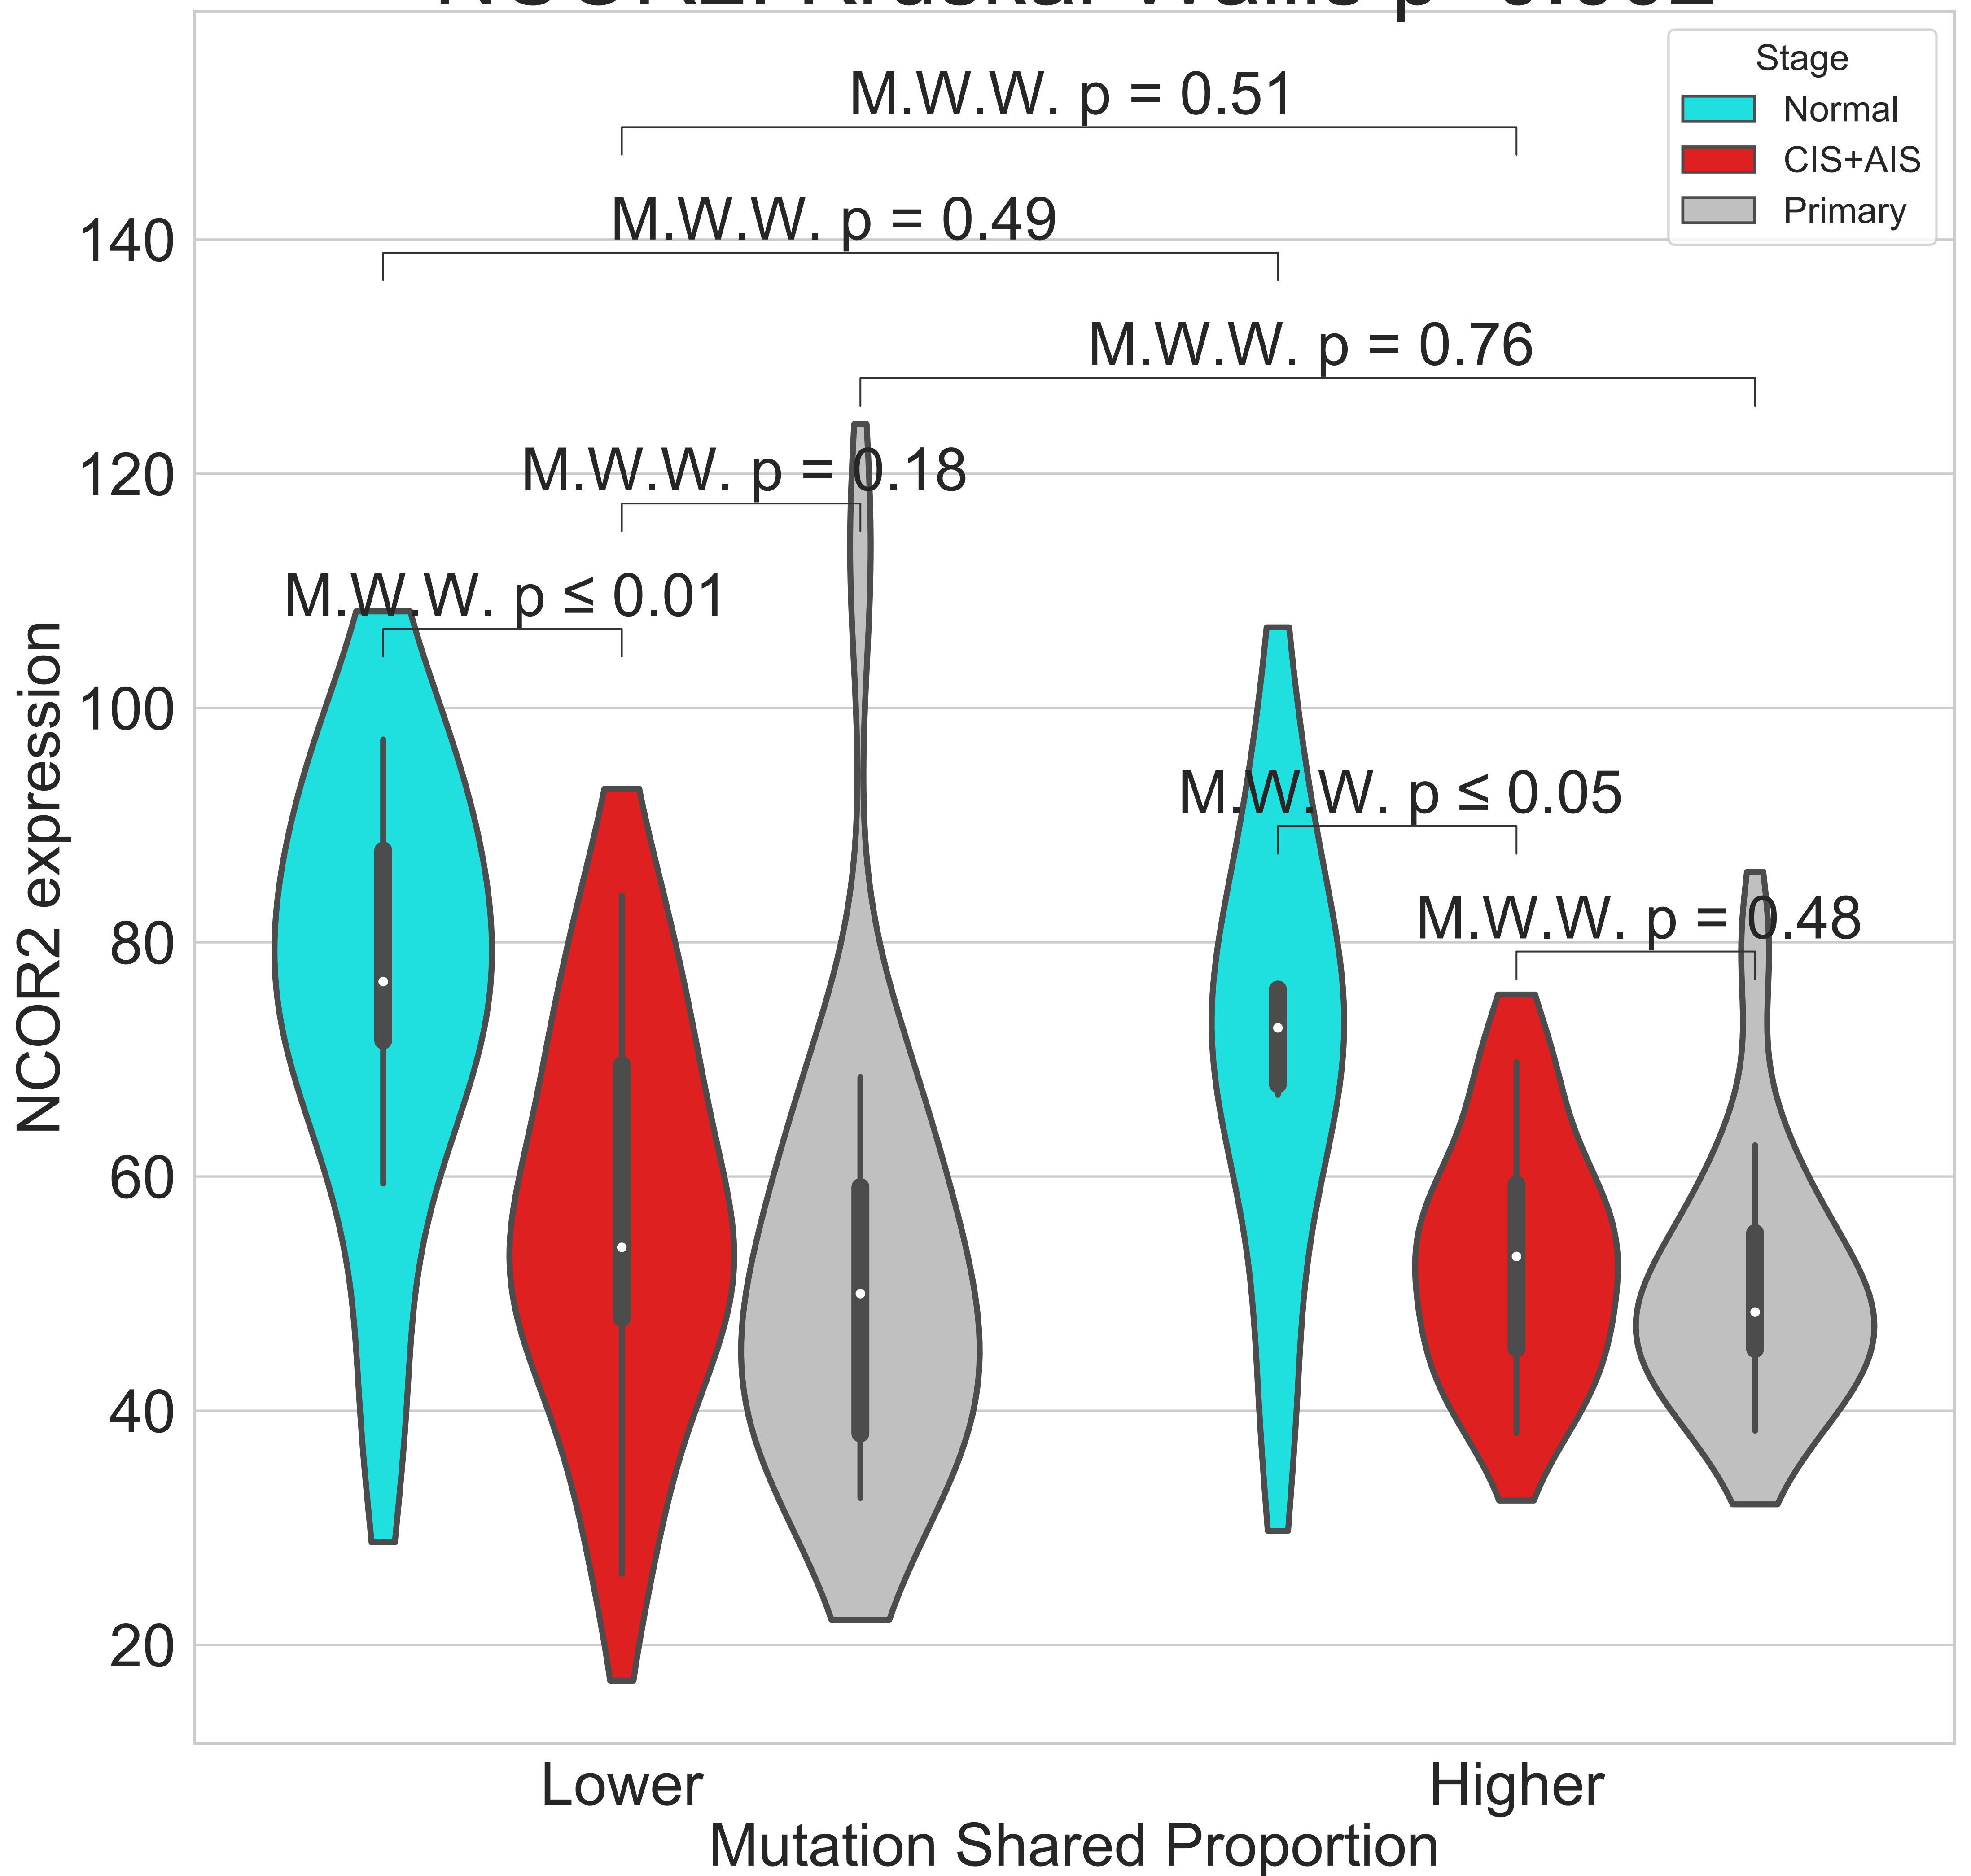 Stage
Normal
CIS+AIS
Primary
M.W.W. p = 0.51
M.W.W. p = 0.49
M.W.W. p = 0.76
M.W.W. p = 0.18
M.W.W. p ≤ 0.01
M.W.W. p ≤ 0.05
M.W.W. p = 0.48
NCOR2 expression
140
120
100
80
60
40
20
Lower
Higher
Mutation Shared Proportion